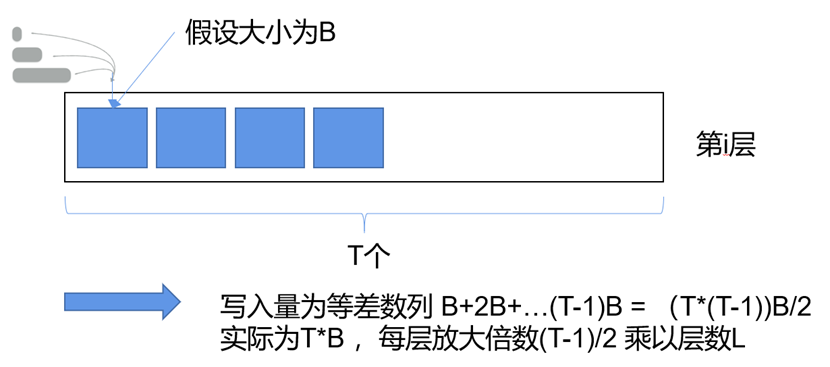 假设大小为B
第i层
T个
写入量为等差数列 B+2B+…(T-1)B = （T*(T-1))B/2
实际为T*B ，每层放大倍数(T-1)/2 乘以层数L